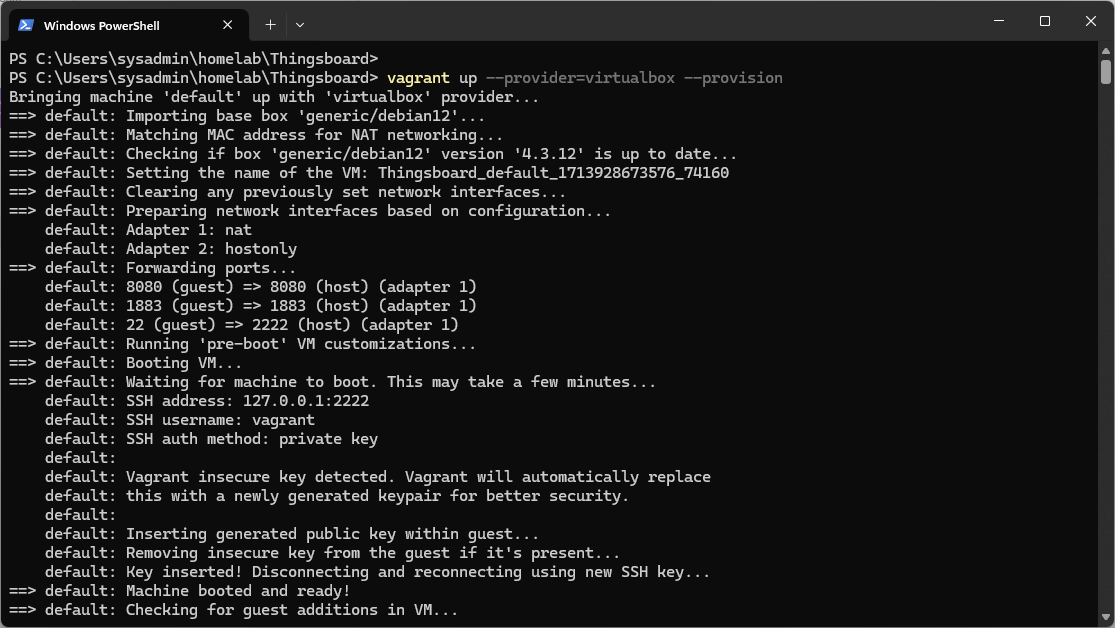 Windows PowerShell
PS C:\Users\sysadmin\homelab\Thingsboard>
PS C:\Users\sysadmin\homelab\Thingsboard> vagrant up --provider=virtualbox --provision
Bringing machine 'default' up with 'virtualbox' provider...
==> default: Importing base box 'generic/debian12'...
==> default: Matching MAC address for NAT networking...
==> default: Checking if box 'generic/debian12' version '4.3.12' is up to date...
==> default: Setting the name of the VM: Thingsboard_default_1713928673576_74160
==> default: Clearing any previously set network interfaces...
==> default: Preparing network interfaces based on configuration...
    default: Adapter 1: nat
    default: Adapter 2: hostonly
==> default: Forwarding ports...
    default: 8080 (guest) => 8080 (host) (adapter 1)
    default: 1883 (guest) => 1883 (host) (adapter 1)
    default: 22 (guest) => 2222 (host) (adapter 1)
==> default: Running 'pre-boot' VM customizations...
==> default: Booting VM...
==> default: Waiting for machine to boot. This may take a few minutes...
    default: SSH address: 127.0.0.1:2222
    default: SSH username: vagrant
    default: SSH auth method: private key
    default:
    default: Vagrant insecure key detected. Vagrant will automatically replace
    default: this with a newly generated keypair for better security.
    default:
    default: Inserting generated public key within guest...
    default: Removing insecure key from the guest if it's present...
    default: Key inserted! Disconnecting and reconnecting using new SSH key...
==> default: Machine booted and ready!
==> default: Checking for guest additions in VM...